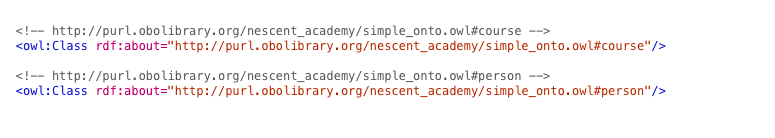 <!-- http://purl.obolibrary.org/nescent_academy/simple_onto.owl#course -->
<owl:Class rdf:about="http://purl.obolibrary.org/nescent_academy/simple_onto.owl#course"/>
<!-- http://purl.obolibrary.org/nescent_academy/simple_onto.owl#person -->
<owl:Class rdf:about="http://purl.obolibrary.org/nescent_academy/simple_onto.owl#person"/>